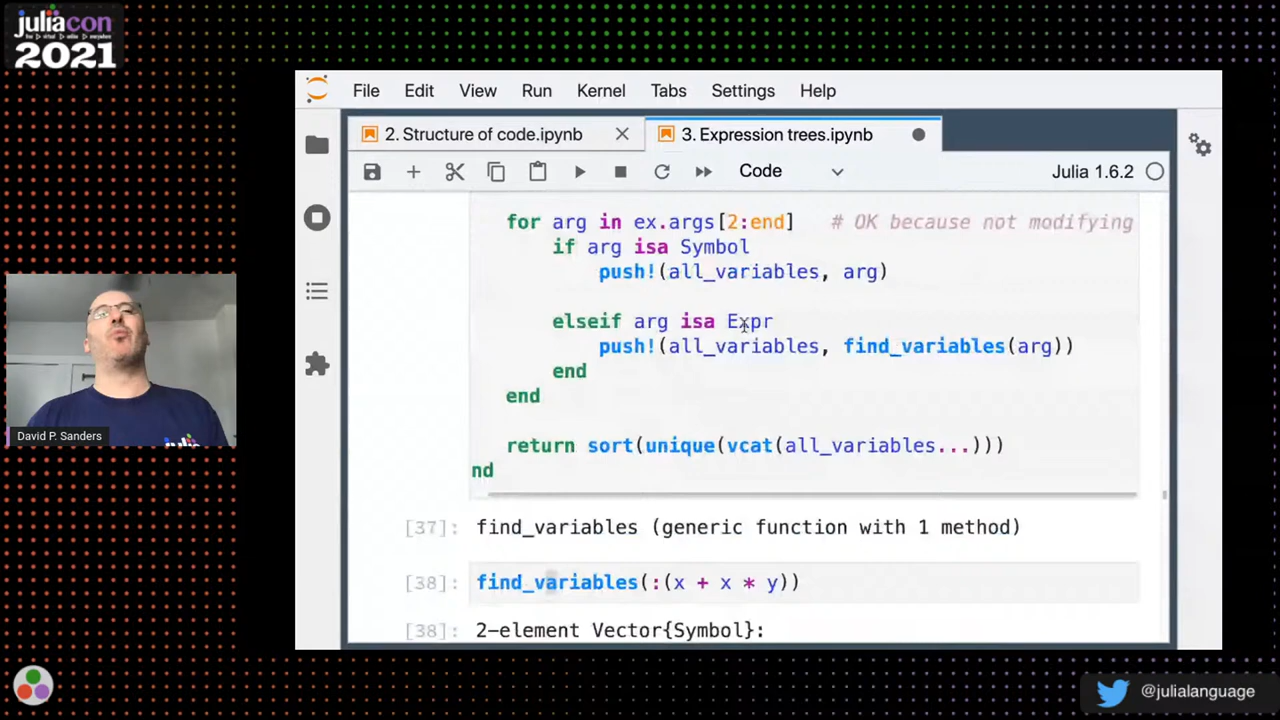 juliacon
2021
File Edit View Run Kernel Tabs Settings Help
2. Structure of code.ipynb
3. Expression trees.ipynb
Code
Julia 1.6.2
for arg in ex.args[2:end] # OK because not modifying
if arg isa Symbol
push!(all_variables, arg)
elseif arg isa Expr
push!(all_variables, find_variables(arg))
end
end
return sort(unique(vcat(all_variables...)))
nd
[37]: find_variables (generic function with 1 method)
[38]: find_variables(:(x + x * y))
[38]: 2-element Vector{Symbol}:
David P. Sanders
@julialanguage